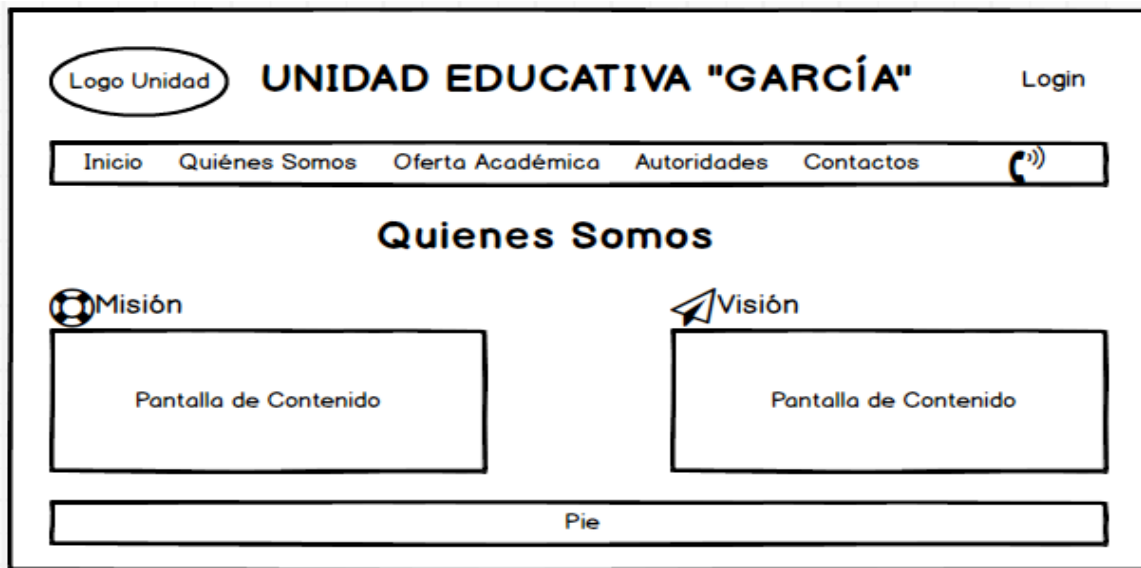 Logo Unidad UNIDAD EDUCATIVA "GARCÍA" Login
Inicio Quiénes Somos Oferta Académica Autoridades Contactos
Quienes Somos
Misión Visión
Pantalla de Contenido Pantalla de Contenido
Pie